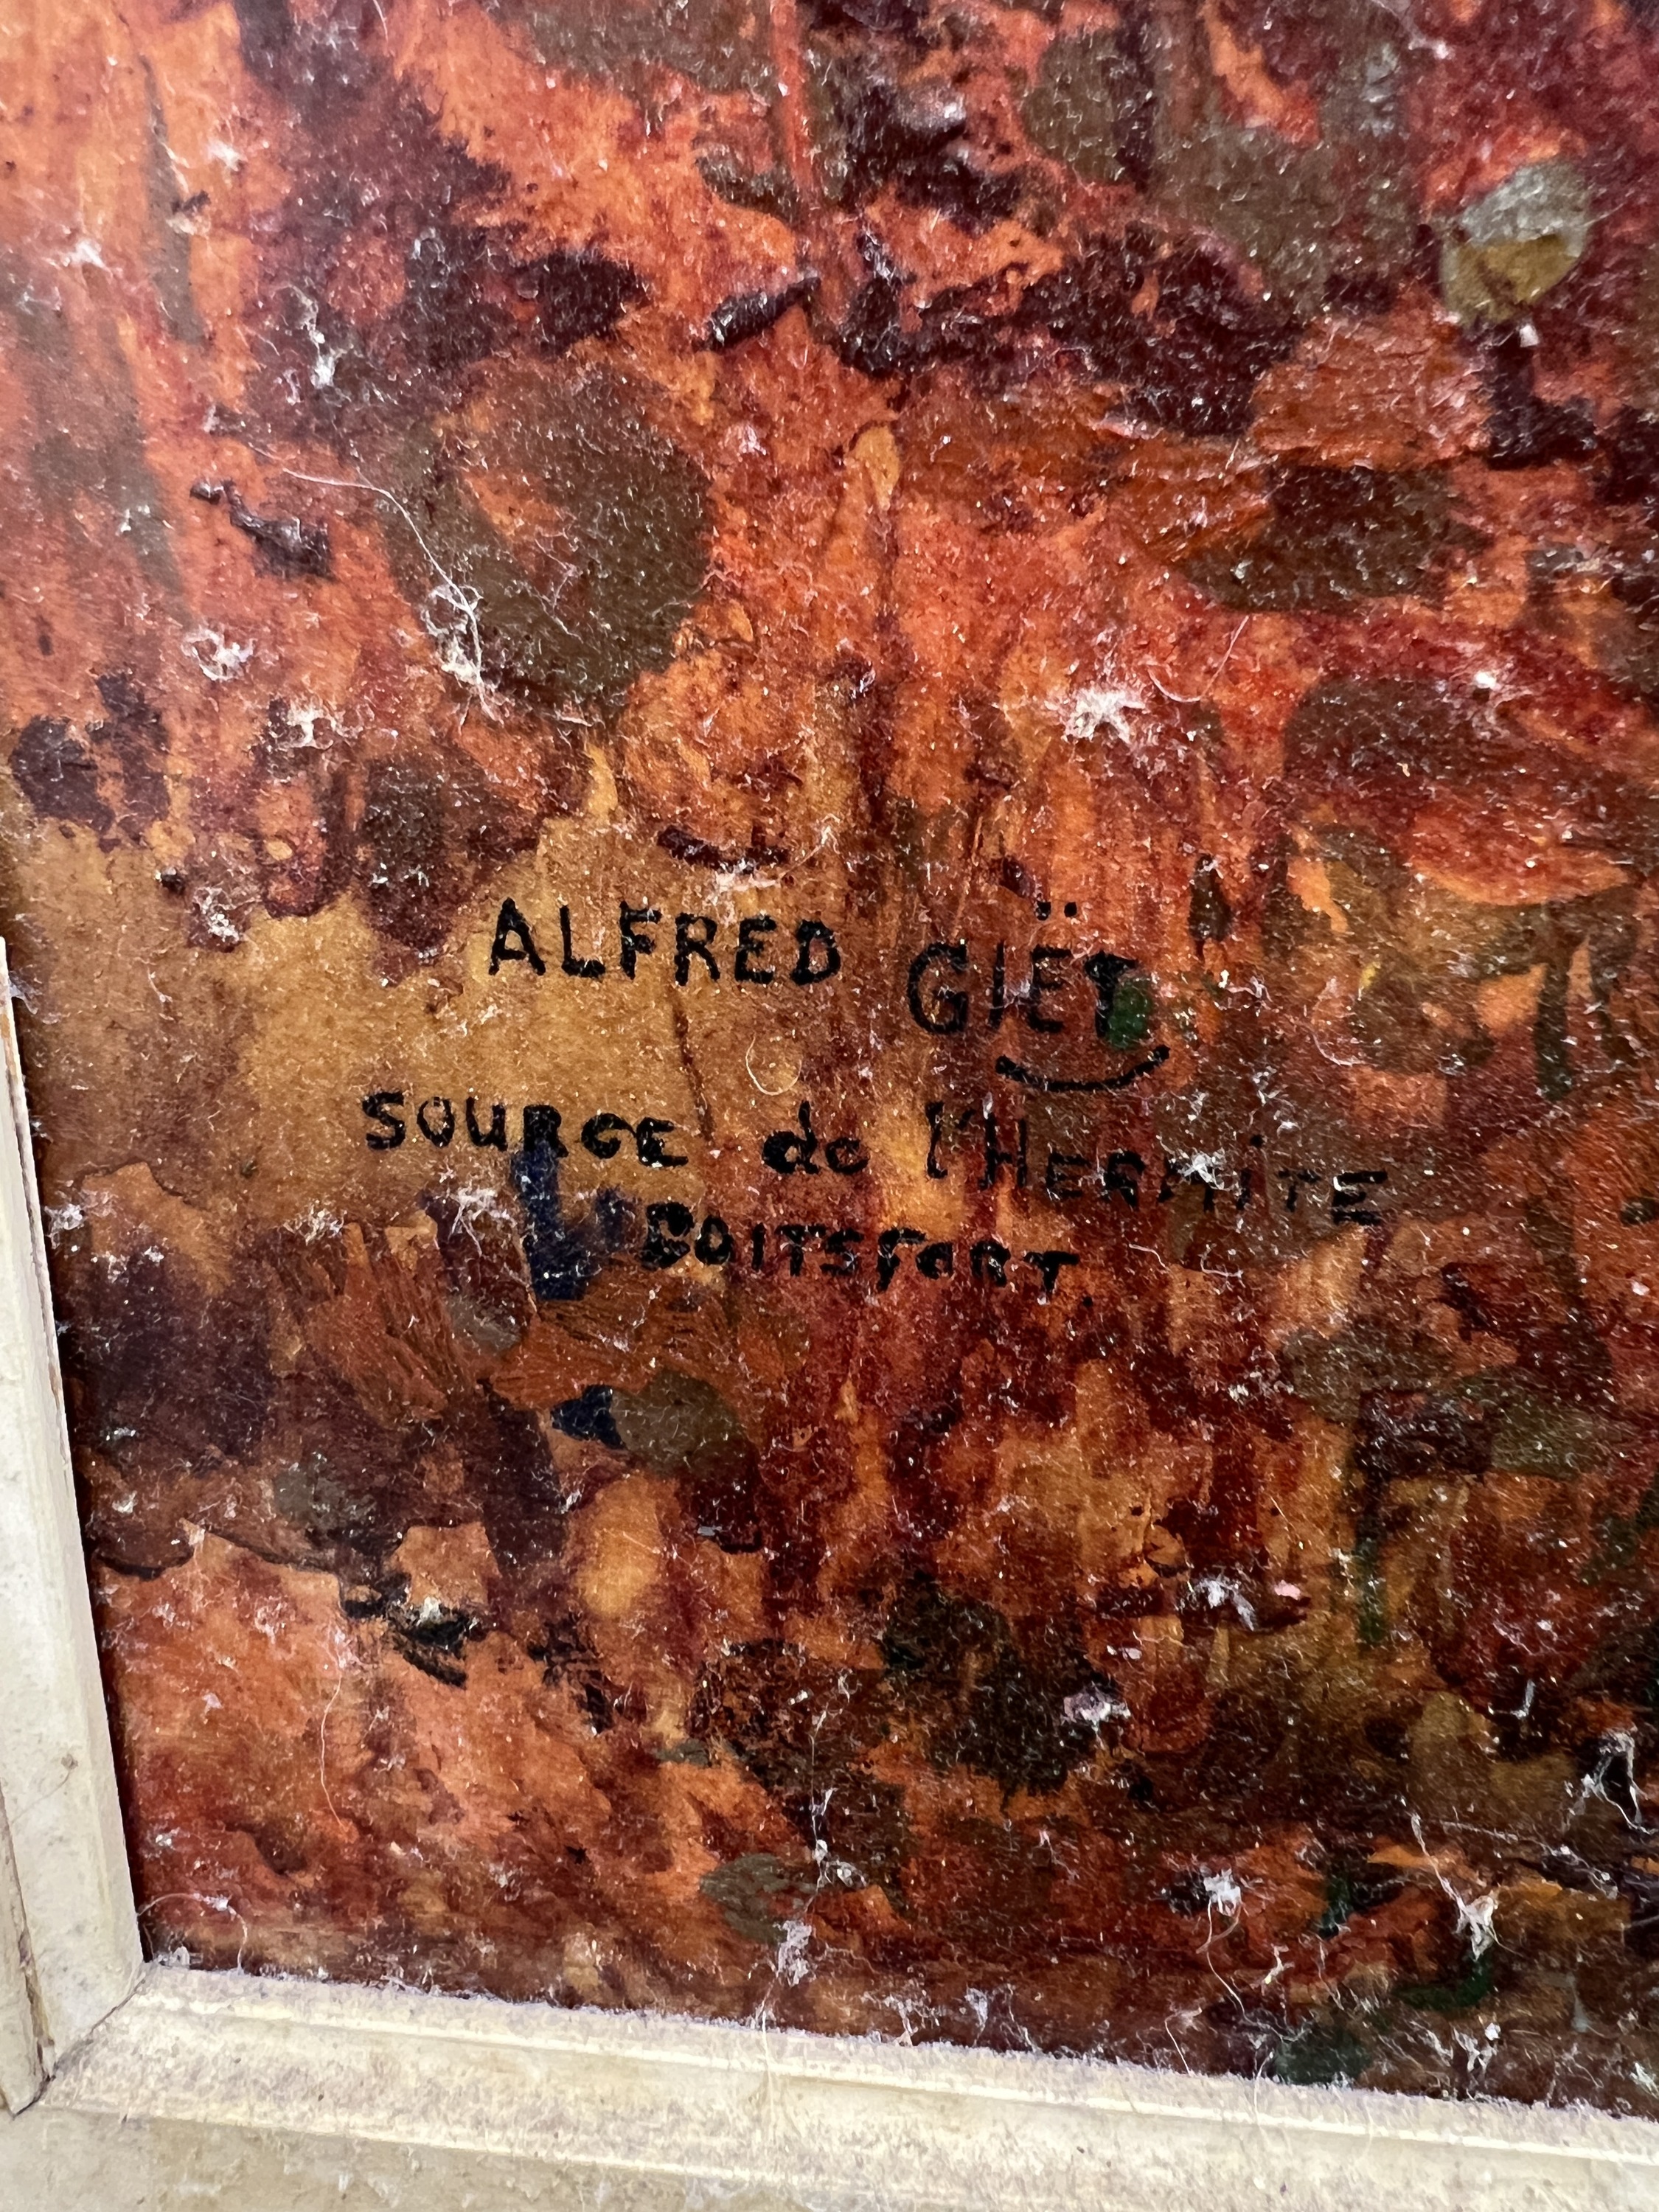 ALFRED GIËT
SOURCE de l'HERMITE
BOITSFORT